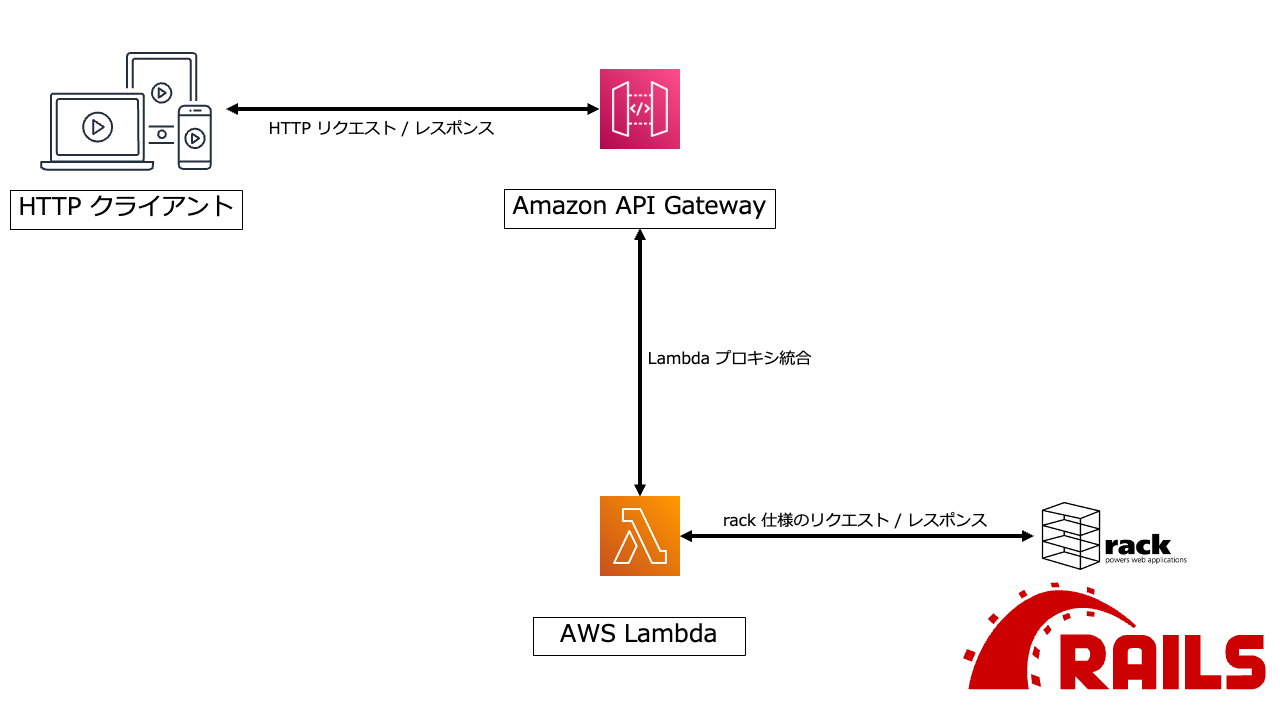 HTTP リクエスト / レスポンス
HTTP クライアント
Amazon API Gateway
Lambda プロキシ統合
rack 仕様のリクエスト / レスポンス
rack
powers web applications
AWS Lambda
RAILS